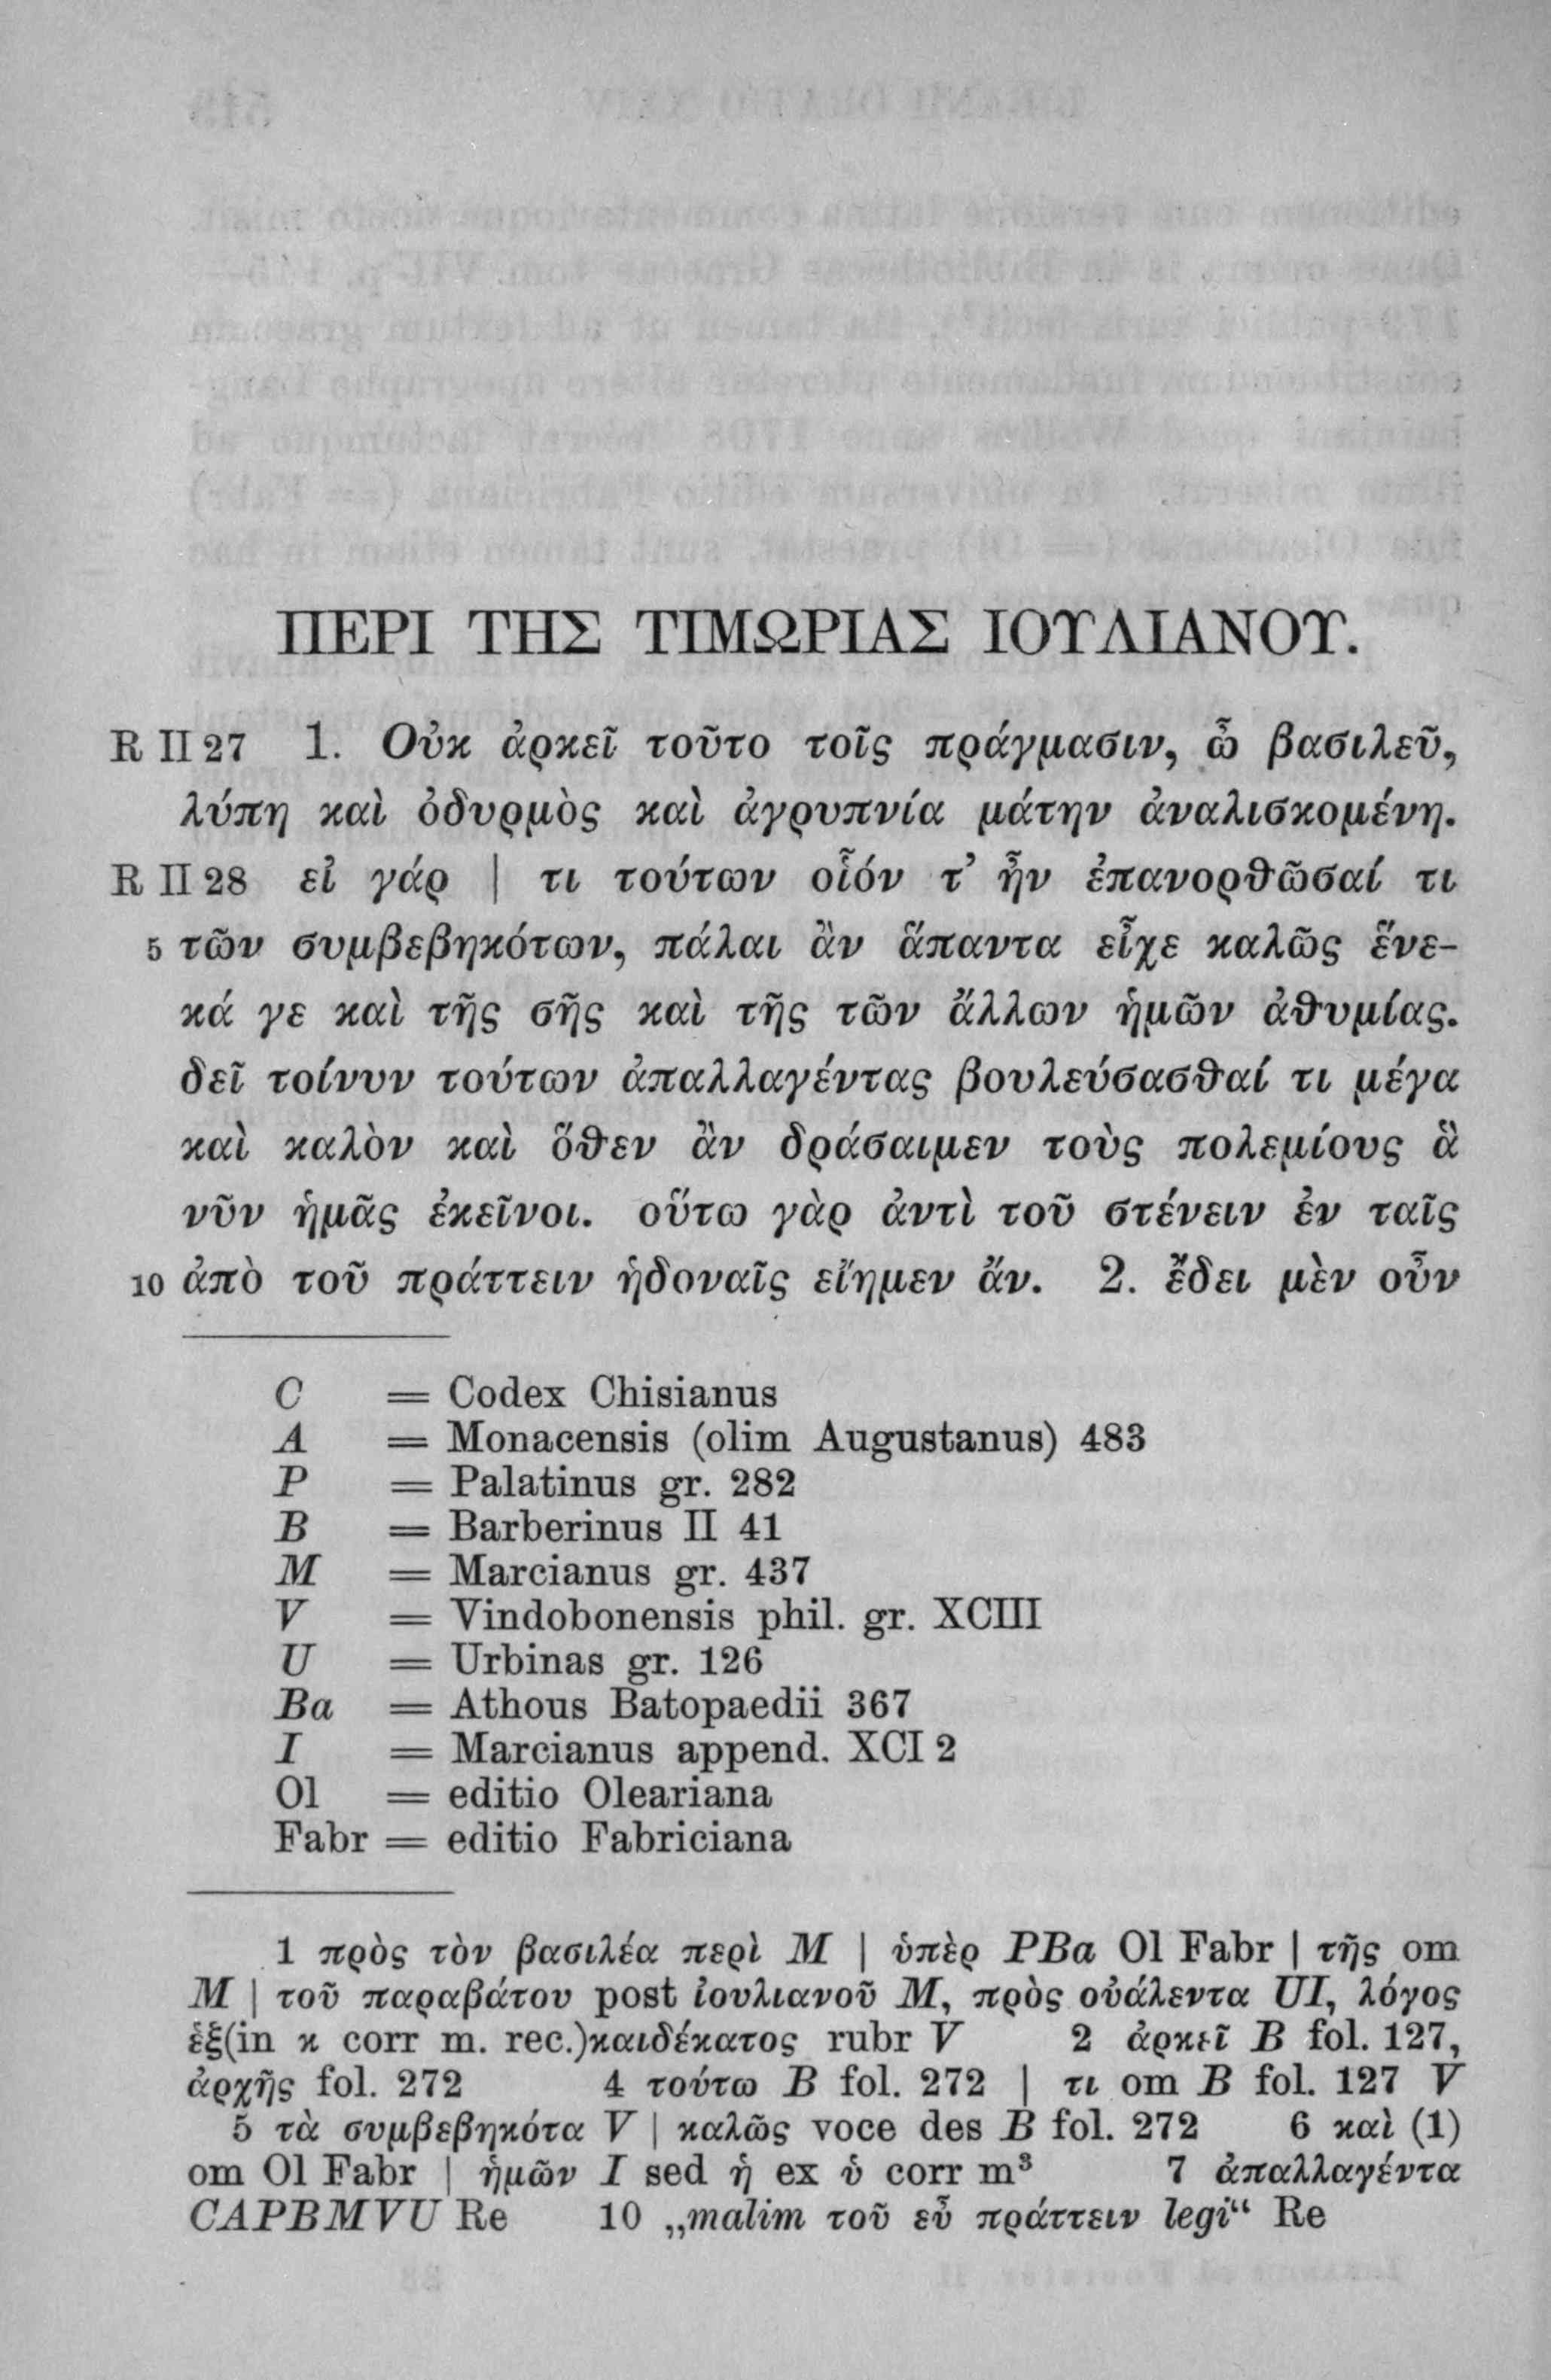 ΠΕΡΙ ΤΗΣ ΤΙΜΩΡΙΑΣ ΙΟΥΛΙΑΝΟΥ.
R II 27 1. Οὐκ ἀρκεῖ τοῦτο τοῖς πράγμασιν, ὦ βασιλεῦ,
λύπη καὶ ὀδυρμὸς καὶ ἀγρυπνία μάτην ἀναλισκομένη.
R II 28 εἰ γάρ | τι τούτων οἷόν τ’ ἦν ἐπανορθῶσαί τι
5 τῶν συμβεβηκότων, πάλαι ἂν ἅπαντα εἶχε καλῶς ἕνε-
κά γε καὶ τῆς σῆς καὶ τῆς τῶν ἄλλων ἡμῶν ἀθυμίας.
δεῖ τοίνυν τούτων ἀπαλλαγέντας βουλεύσασθαί τι μέγα
καὶ καλὸν καὶ ὅθεν ἂν δράσαιμεν τοὺς πολεμίους ἃ
νῦν ἡμᾶς ἐκεῖνοι. οὕτω γὰρ ἀντὶ τοῦ στένειν ἐν ταῖς
10 ἀπὸ τοῦ πράττειν ἡδοναῖς εἴημεν ἄν. 2. ἔδει μὲν οὖν
C = Codex Chisianus
A = Monacensis (olim Augustanus) 483
P = Palatinus gr. 282
B = Barberinus II 41
M = Marcianus gr. 437
V = Vindobonensis phil. gr. XCIII
U = Urbinas gr. 126
Ba = Athous Batopaedii 367
I = Marcianus append. XCI 2
Ol = editio Oleariana
Fabr = editio Fabriciana
1 πρὸς τὸν βασιλέα περὶ M | ὑπὲρ PBa Ol Fabr | τῆς om
M | τοῦ παραβάτου post ἰουλιανοῦ M, πρὸς οὐάλεντα UI, λόγος
ἑξ(in κ corr m. rec.)καιδέκατος rubr V 2 ἀρκεῖ B fol. 127,
ἀρχῆς fol. 272 4 τούτω B fol. 272 | τι om B fol. 127 V
5 τὰ συμβεβηκότα V | καλῶς voce des B fol. 272 6 καὶ (1)
om Ol Fabr | ἡμῶν I sed ἡ ex ὑ corr m³ 7 ἀπαλλαγέντα
CAPBMVU Re 10 „malim τοῦ εὖ πράττειν legi“ Re